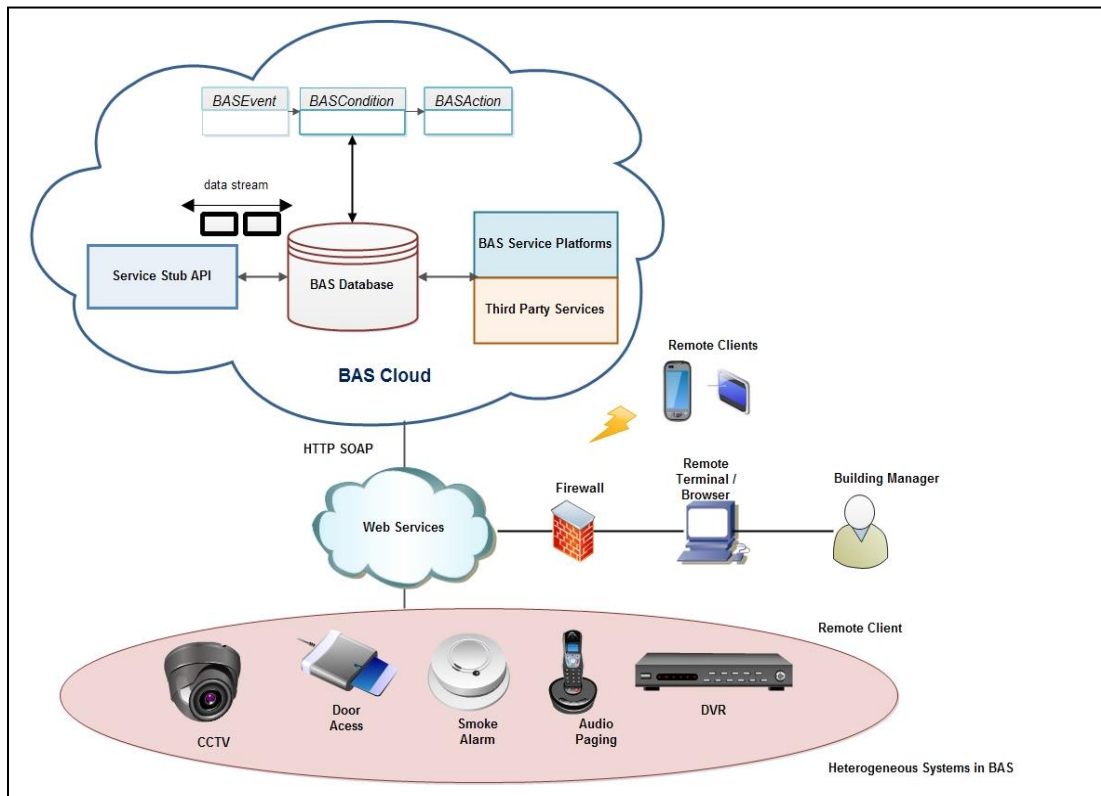 BASEvent
BASCondition
BASAction
data stream
Service Stub API
BAS Database
BAS Service Platforms
Third Party Services
BAS Cloud
Remote Clients
HTTP SOAP
Web Services
Firewall
Remote
Terminal /
Browser
Building Manager
Remote Client
CCTV
Door
Acess
Smoke
Alarm
Audio
Paging
DVR
Heterogeneous Systems in BAS